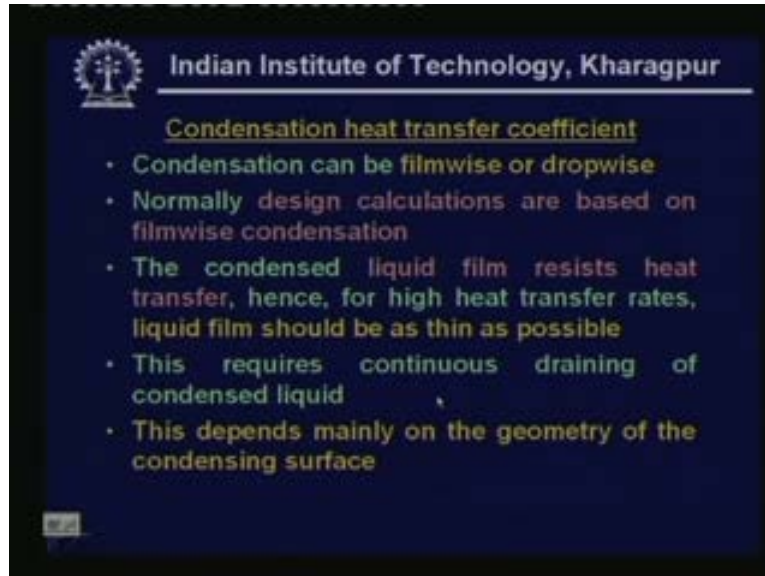 Indian Institute of Technology, Kharagpur
Condensation heat transfer coefficient
• Condensation can be filmwise or dropwise
• Normally design calculations are based on
filmwise condensation
• The condensed liquid film resists heat
transfer, hence, for high heat transfer rates,
liquid film should be as thin as possible
• This requires continuous draining of
condensed liquid
• This depends mainly on the geometry of the
condensing surface